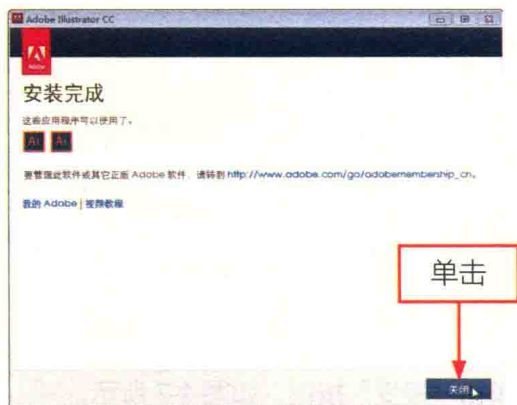 Adobe Illustrator CC
Adobe
安装完成
这些应用程序可以使用了。
Ai Ai
要管理此软件或其它正版 Adobe 软件，请转到 http://www.adobe.com/go/adobemembership_cn。
我的 Adobe | 视频教程
单击
关闭